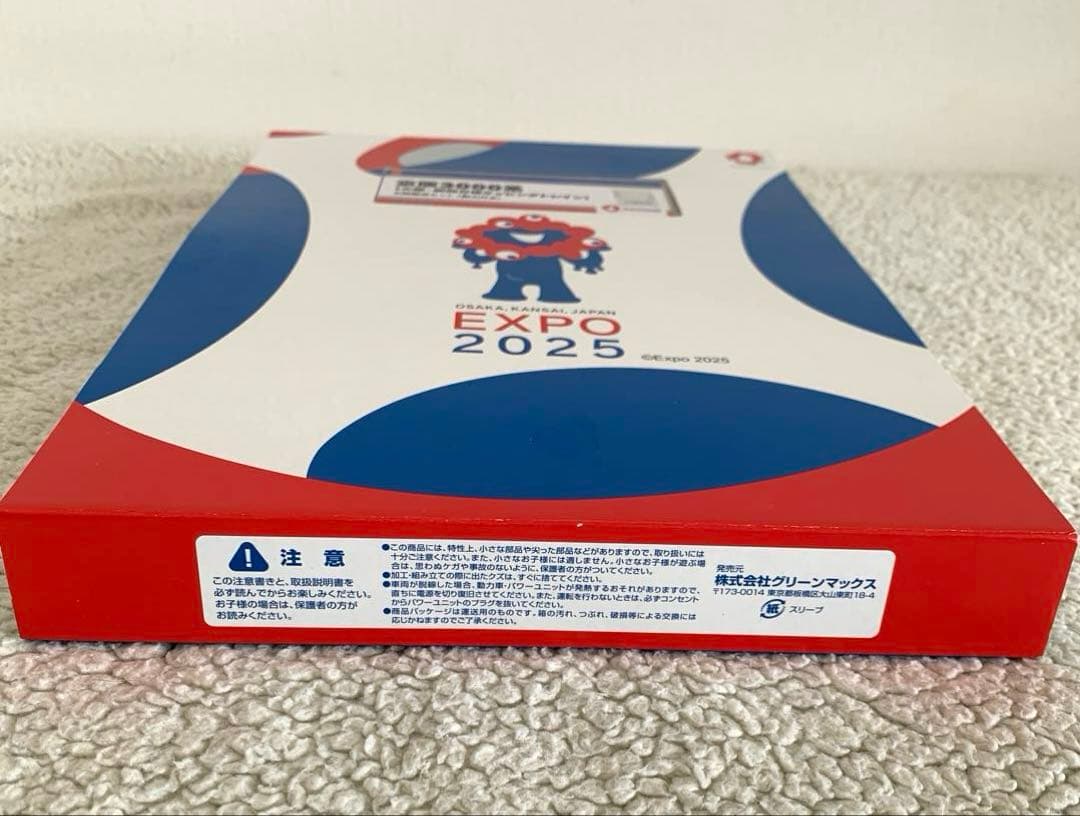 OSAKA, KANSAI, JAPAN
EXPO
2025
©Expo 2025
注 意
この注意書きと、取扱説明書を
必ず読んでからお楽しみください。
お子様の場合は、保護者の方が
お読みください。
●この商品には、特性上、小さな部品や尖った部品などがありますので、取り扱いには
十分ご注意ください。また、小さなお子様には適しません。小さなお子様が遊ぶ場
合は、思わぬケガや事故のないように、保護者の方がついてください。
●加工・組み立ての際に出たクズは、すぐに捨ててください。
●車両が脱線した場合、動力車・パワーユニットが発熱するおそれがありますので、
直ちに電源を切り復旧させてください。また、運転を行わないときは、必ずコンセント
からパワーユニットのプラグを抜いてください。
●商品パッケージは運送用のものです。箱の汚れ、つぶれ、破損等による交換には
応じかねますのでご了承ください。
発売元
株式会社グリーンマックス
〒173-0014 東京都板橋区大山東町18-4
紙 スリーブ